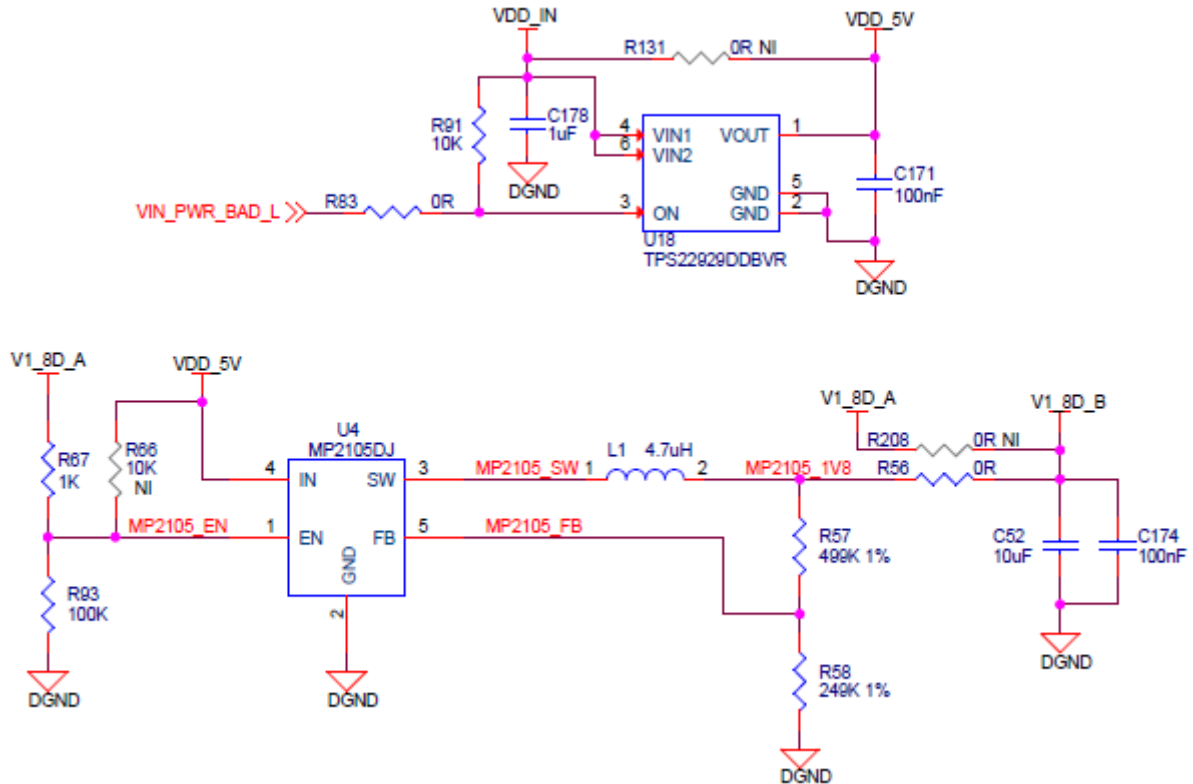 VDD_IN
VDD_5V
R131 0R NI
R91
10K
C178
1uF
DGND
4 VIN1 VOUT 1
6 VIN2
GND 5
3 ON GND 2
C171
100nF
VIN_PWR_BAD_L R83 0R
U18
TPS22929DDBVR
DGND
V1_8D_A
VDD_5V
R67
1K
R66
10K
NI
U4
MP2105DJ
4 IN SW 3
MP2105_SW 1 L1 4.7uH 2 MP2105_1V8
V1_8D_A
V1_8D_B
R208 0R NI
R56 0R
MP2105_EN 1 EN FB 5 MP2105_FB
GND
2
R93
100K
R57
499K 1%
C52
10uF
C174
100nF
DGND
DGND
DGND
R58
249K 1%
DGND